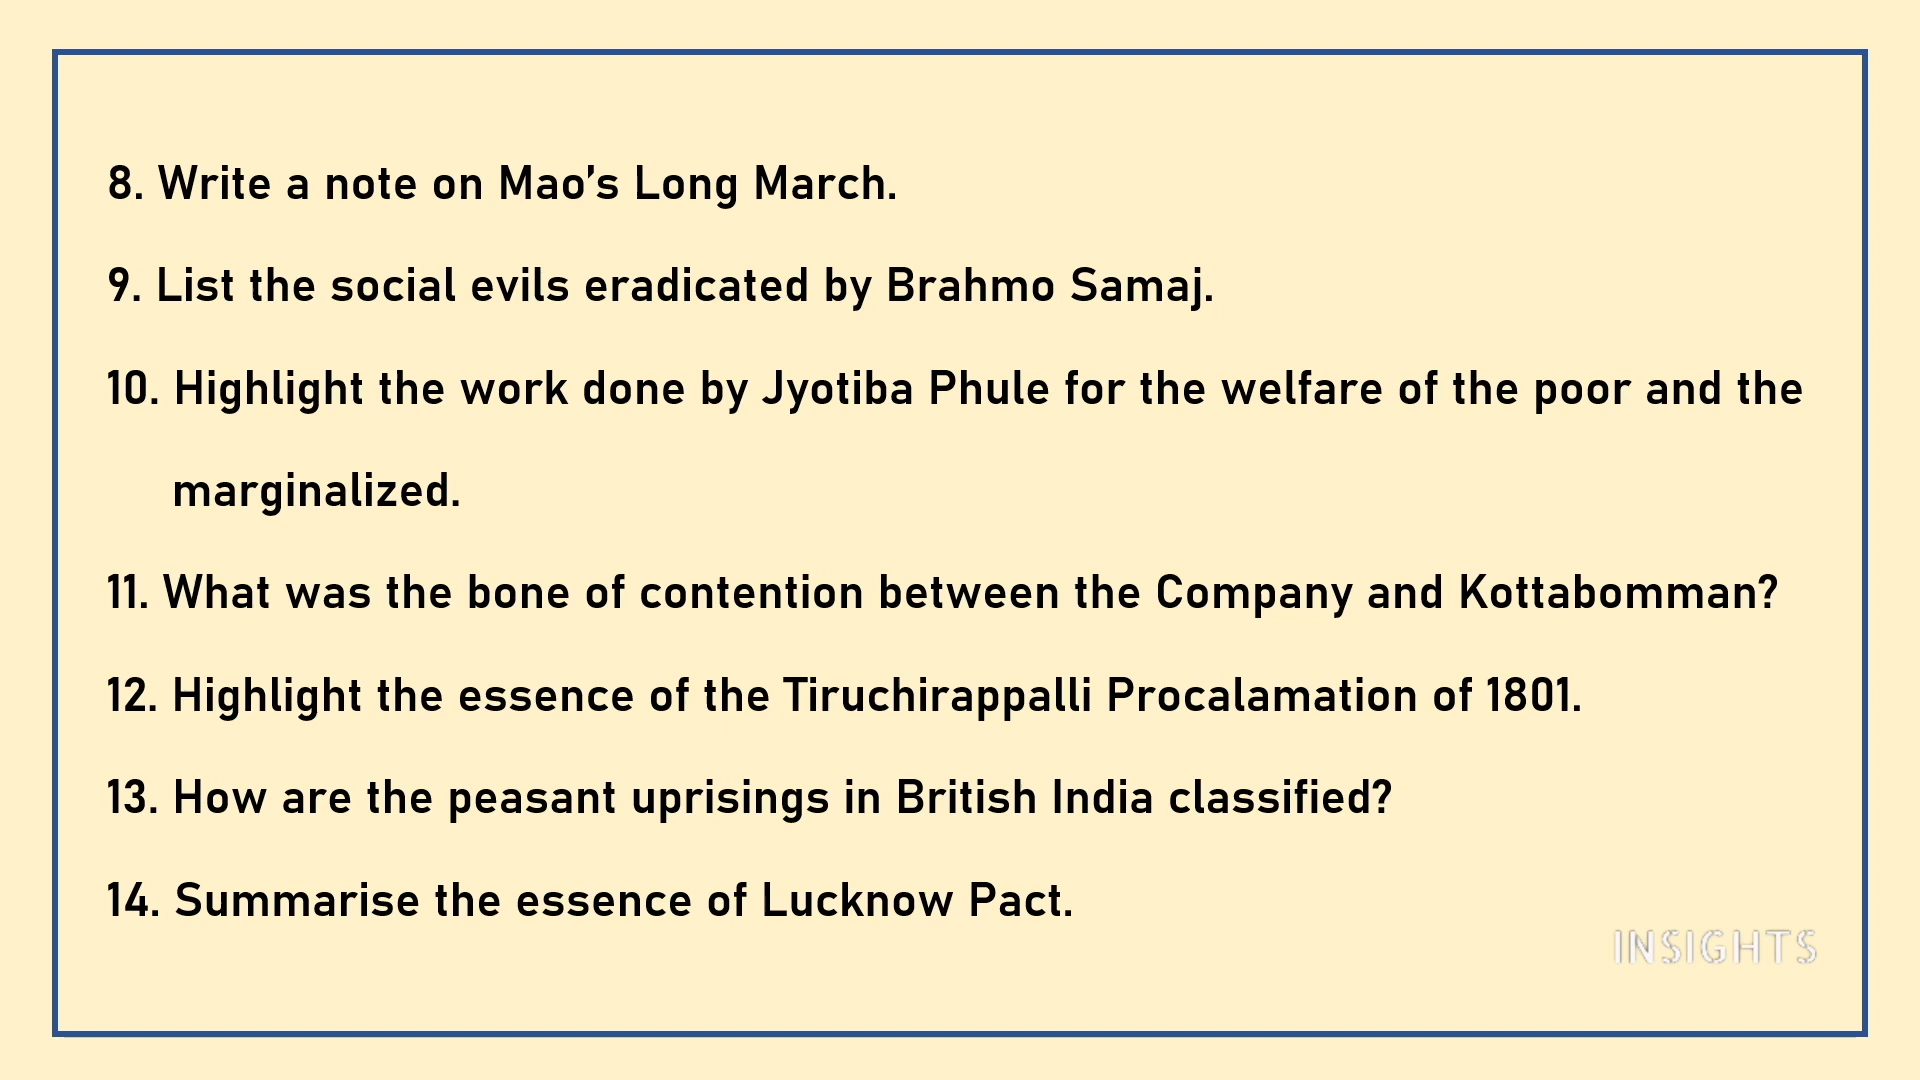 8. Write a note on Mao’s Long March.
9. List the social evils eradicated by Brahmo Samaj.
10. Highlight the work done by Jyotiba Phule for the welfare of the poor and the
marginalized.
11. What was the bone of contention between the Company and Kottabomman?
12. Highlight the essence of the Tiruchirappalli Procalamation of 1801.
13. How are the peasant uprisings in British India classified?
14. Summarise the essence of Lucknow Pact.
INSIGHTS